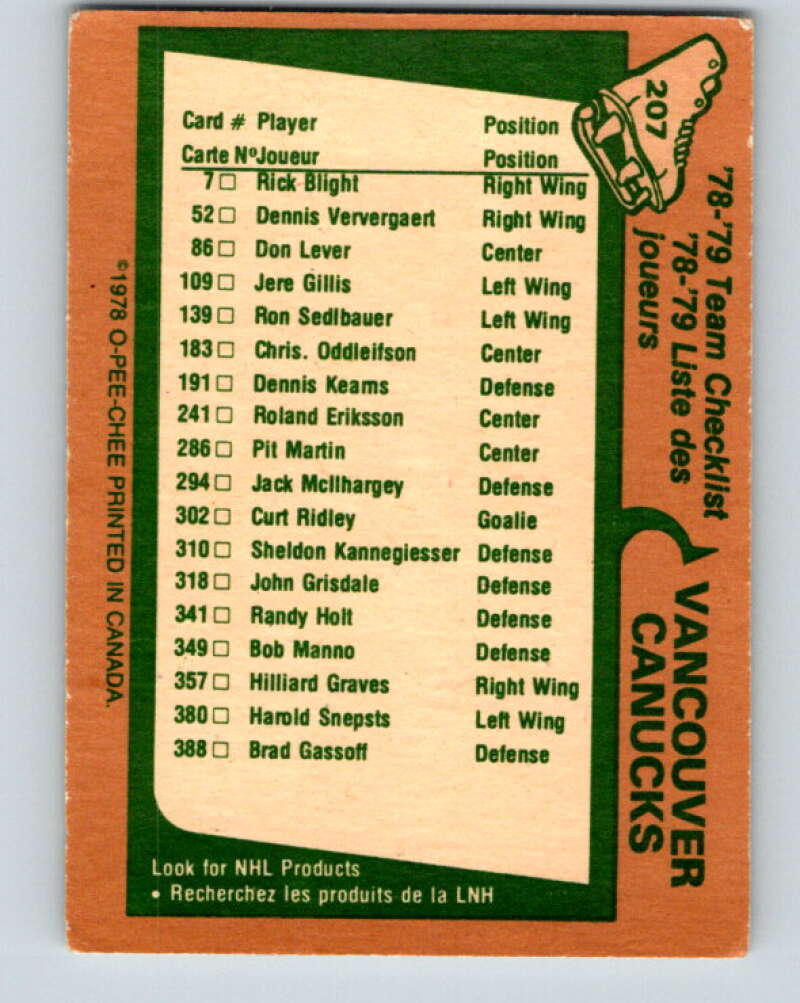 Card # Player Position
Carte Nº Joueur Position
7 □ Rick Blight Right Wing
52 □ Dennis Ververgaert Right Wing
86 □ Don Lever Center
109 □ Jere Gillis Left Wing
139 □ Ron Sedlbauer Left Wing
183 □ Chris. Oddleifson Center
191 □ Dennis Kearns Defense
241 □ Roland Eriksson Center
286 □ Pit Martin Center
294 □ Jack McIlhargey Defense
302 □ Curt Ridley Goalie
310 □ Sheldon Kannegiesser Defense
318 □ John Grisdale Defense
341 □ Randy Holt Defense
349 □ Bob Manno Defense
357 □ Hilliard Graves Right Wing
380 □ Harold Snepsts Left Wing
388 □ Brad Gassoff Defense
Look for NHL Products
• Recherchez les produits de la LNH
207
'78-'79 Team Checklist
'78-'79 Liste des
joueurs
VANCOUVER
CANUCKS
©1978 O-PEE-CHEE PRINTED IN CANADA.